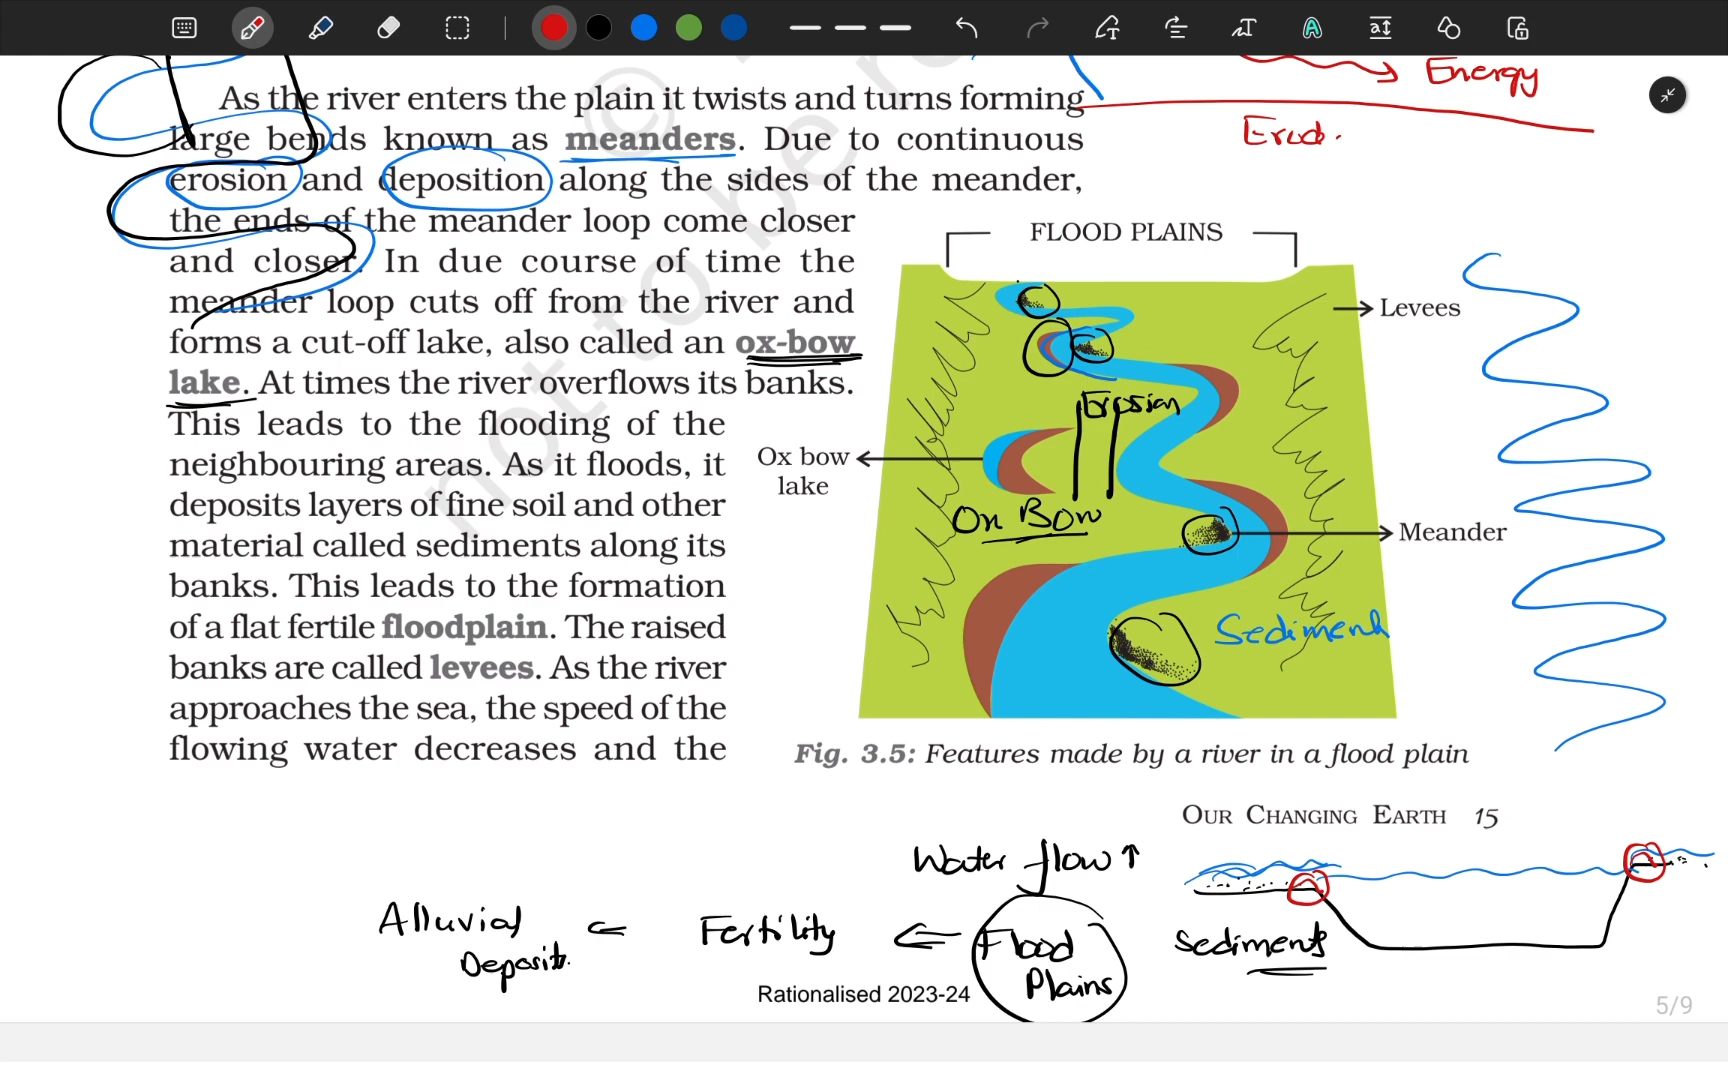 Energy
As the river enters the plain it twists and turns forming
Erod.
large bends known as meanders. Due to continuous
erosion and deposition along the sides of the meander,
the ends of the meander loop come closer
and closer. In due course of time the
meander loop cuts off from the river and
forms a cut-off lake, also called an ox-bow
lake. At times the river overflows its banks.
This leads to the flooding of the
neighbouring areas. As it floods, it
deposits layers of fine soil and other
material called sediments along its
banks. This leads to the formation
of a flat fertile floodplain. The raised
banks are called levees. As the river
approaches the sea, the speed of the
flowing water decreases and the
FLOOD PLAINS
Levees
Erosion
Ox bow
lake
Ox Bow
Meander
Sediment
Fig. 3.5: Features made by a river in a flood plain
OUR CHANGING EARTH 15
Water flow ↑
Alluvial
Deposits.
Fertility
Flood
Plains
Sediments
Rationalised 2023-24
5/9
not to be re
©